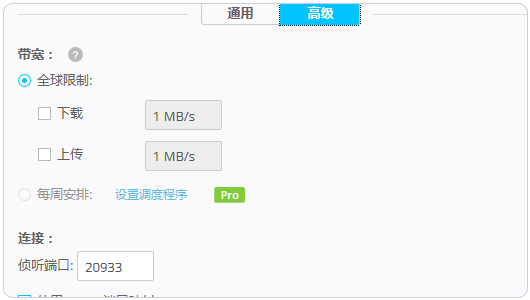 通用 高级
带宽： ?
全球限制:
下载 1 MB/s
上传 1 MB/s
每周安排: 设置调度程序 Pro
连接：
侦听端口: 20933